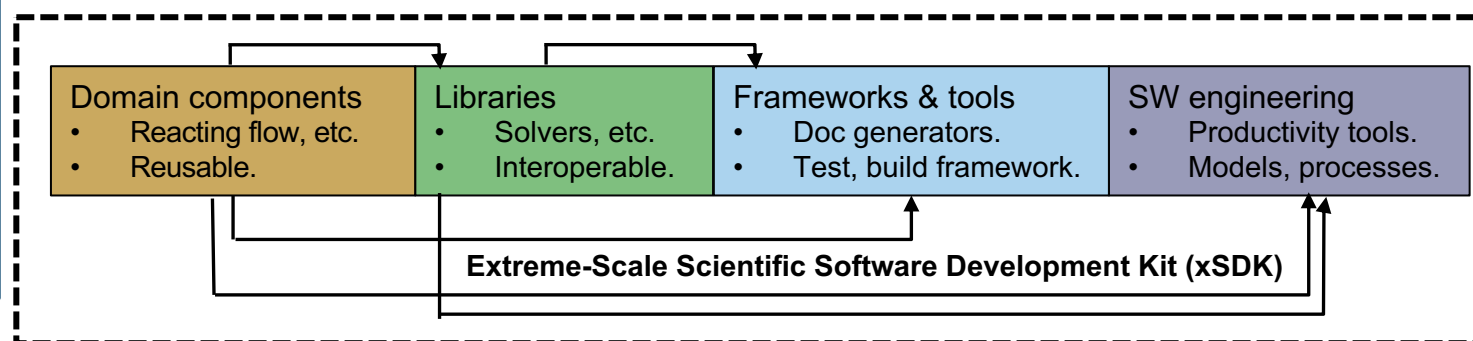 Domain components
• Reacting flow, etc.
• Reusable.
Libraries
• Solvers, etc.
• Interoperable.
Frameworks & tools
• Doc generators.
• Test, build framework.
SW engineering
• Productivity tools.
• Models, processes.
Extreme-Scale Scientific Software Development Kit (xSDK)